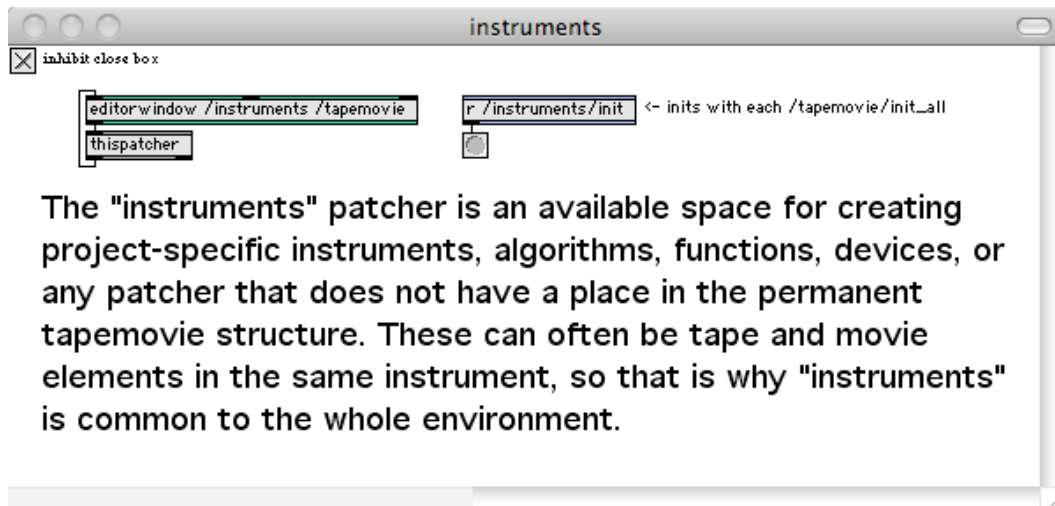 instruments
inhibit close box
editorwindow /instruments /tapemovie
r /instruments/init
<- inits with each /tapemovie/init_all
thispatcher
The "instruments" patcher is an available space for creating
project-specific instruments, algorithms, functions, devices, or
any patcher that does not have a place in the permanent
tapemovie structure. These can often be tape and movie
elements in the same instrument, so that is why "instruments"
is common to the whole environment.